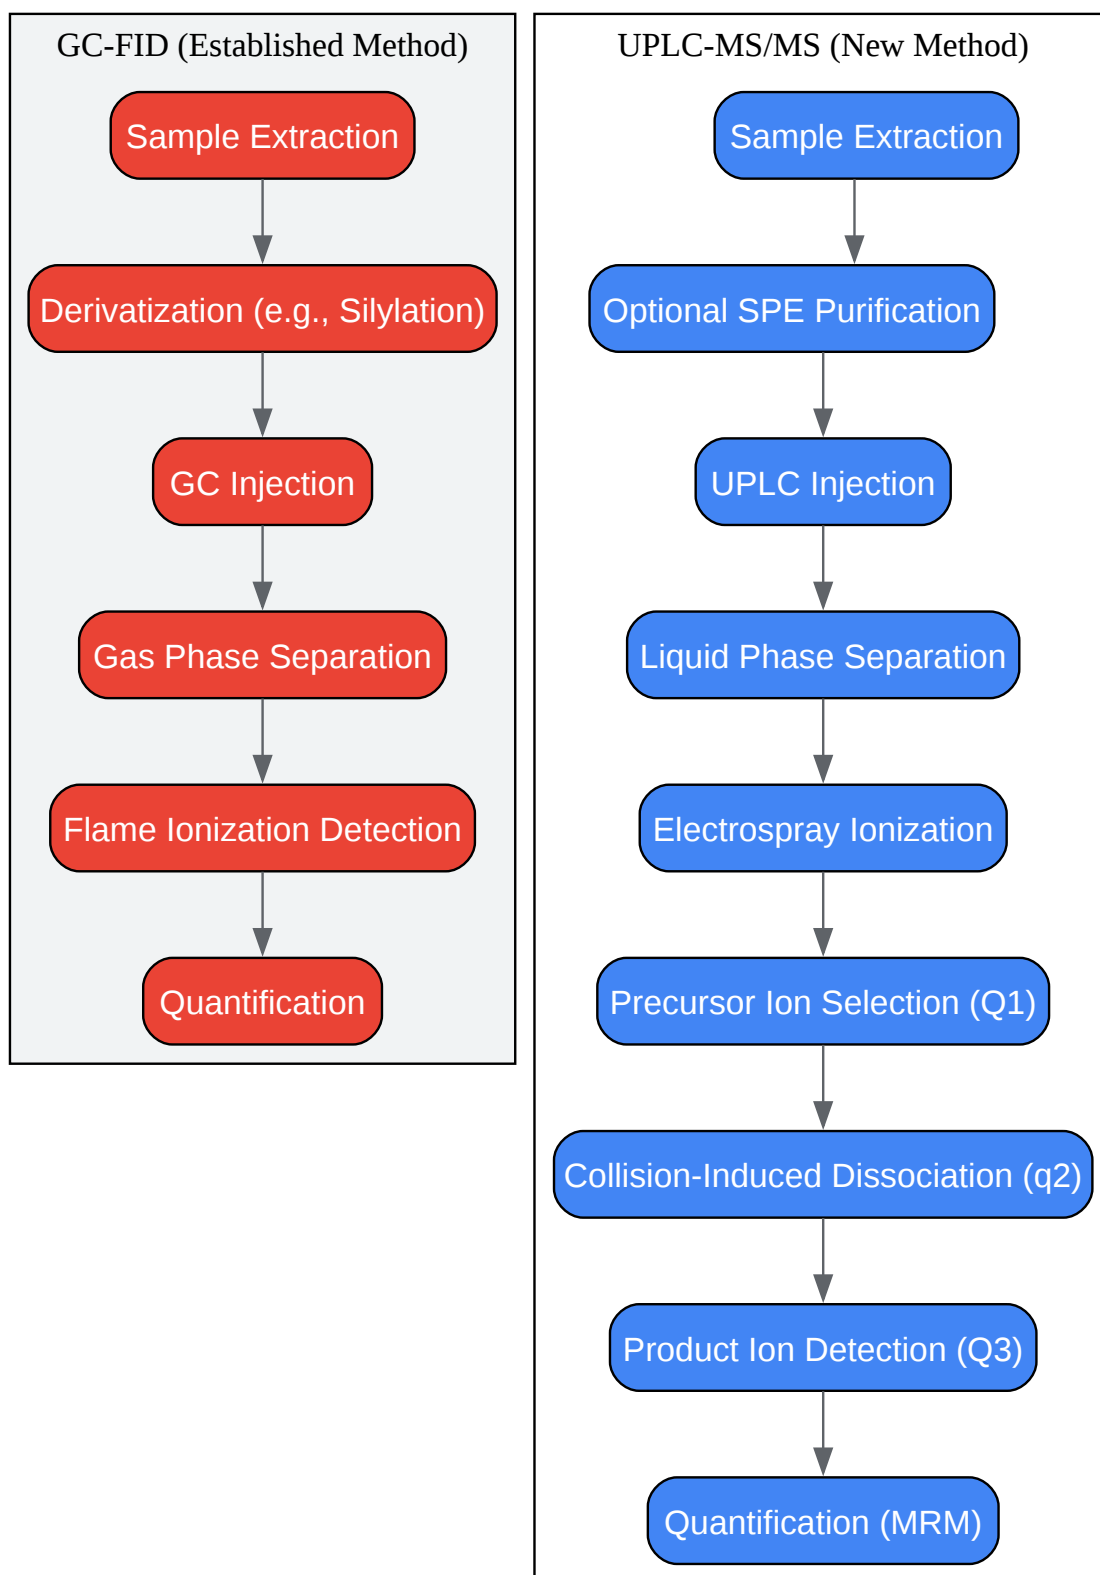 GC-FID (Established Method)
Sample Extraction
Derivatization (e.g., Silylation)
GC Injection
Gas Phase Separation
Flame Ionization Detection
Quantification
UPLC-MS/MS (New Method)
Sample Extraction
Optional SPE Purification
UPLC Injection
Liquid Phase Separation
Electrospray Ionization
Precursor Ion Selection (Q1)
Collision-Induced Dissociation (q2)
Product Ion Detection (Q3)
Quantification (MRM)